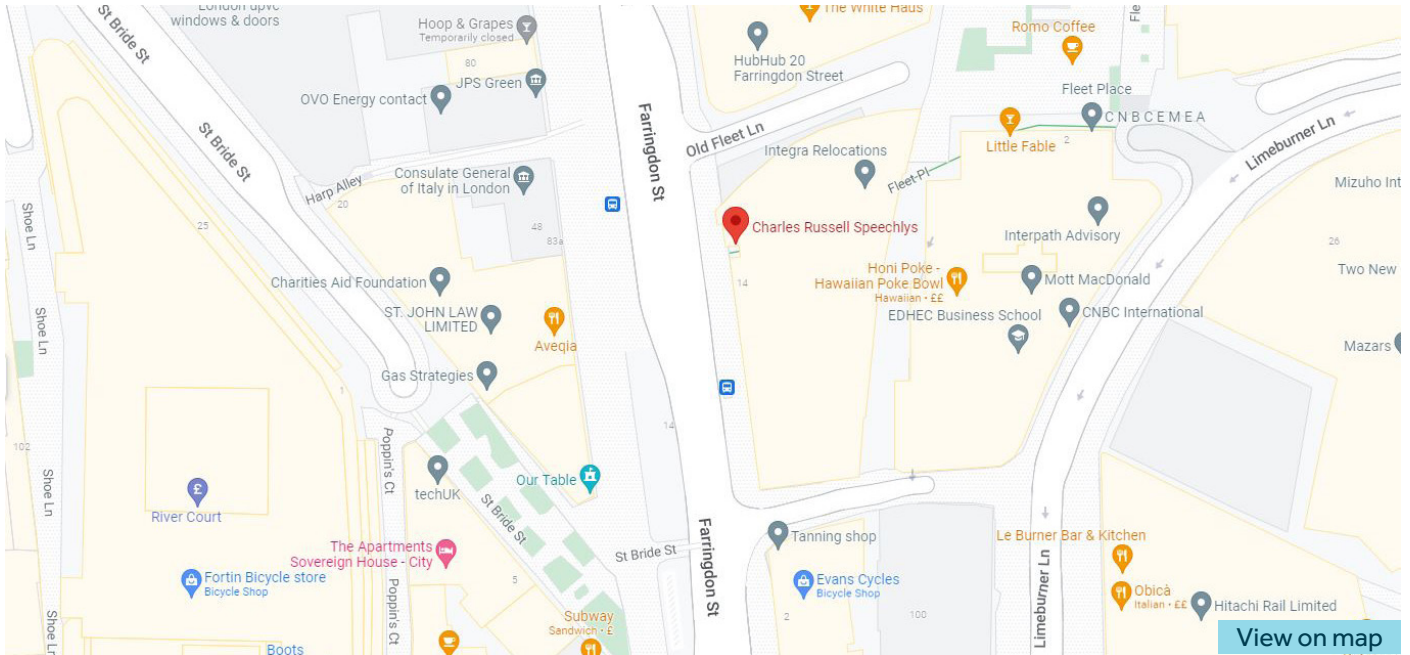 London upvc
windows & doors
St Bride St
Hoop & Grapes
Temporarily closed
80
JPS Green
OVO Energy contact
The White Haus
HubHub 20
Farringdon Street
Romo Coffee
Fle
Fleet Place
C N B C E M E A
Limeburner Ln
Farringdon St
Old Fleet Ln
Little Fable
2
St Bride St
Integra Relocations
Fleet-Pl
Consulate General
of Italy in London
Harp Alley
20
Mizuho Int
Shoe Ln
25
48
83a
Charles Russell Speechlys
Interpath Advisory
26
Charities Aid Foundation
14
Honi Poke -
Hawaiian Poke Bowl
Hawaiian · ££
Mott MacDonald
Two New
ST. JOHN LAW
LIMITED
EDHEC Business School
CNBC International
Shoe Ln
Aveqia
Mazars
Gas Strategies
1
14
102
Poppin's Ct
Shoe Ln
techUK
Our Table
River Court
St Bride St
Farringdon St
Tanning shop
Le Burner Bar & Kitchen
The Apartments
Sovereign House - City
St Bride St
Limeburner Ln
Fortin Bicycle store
Bicycle Shop
5
Evans Cycles
Bicycle Shop
Obicà
Italian · ££
Hitachi Rail Limited
Poppin's Ct
Subway
Sandwich · £
2
100
Shoe Ln
Boots
View on map